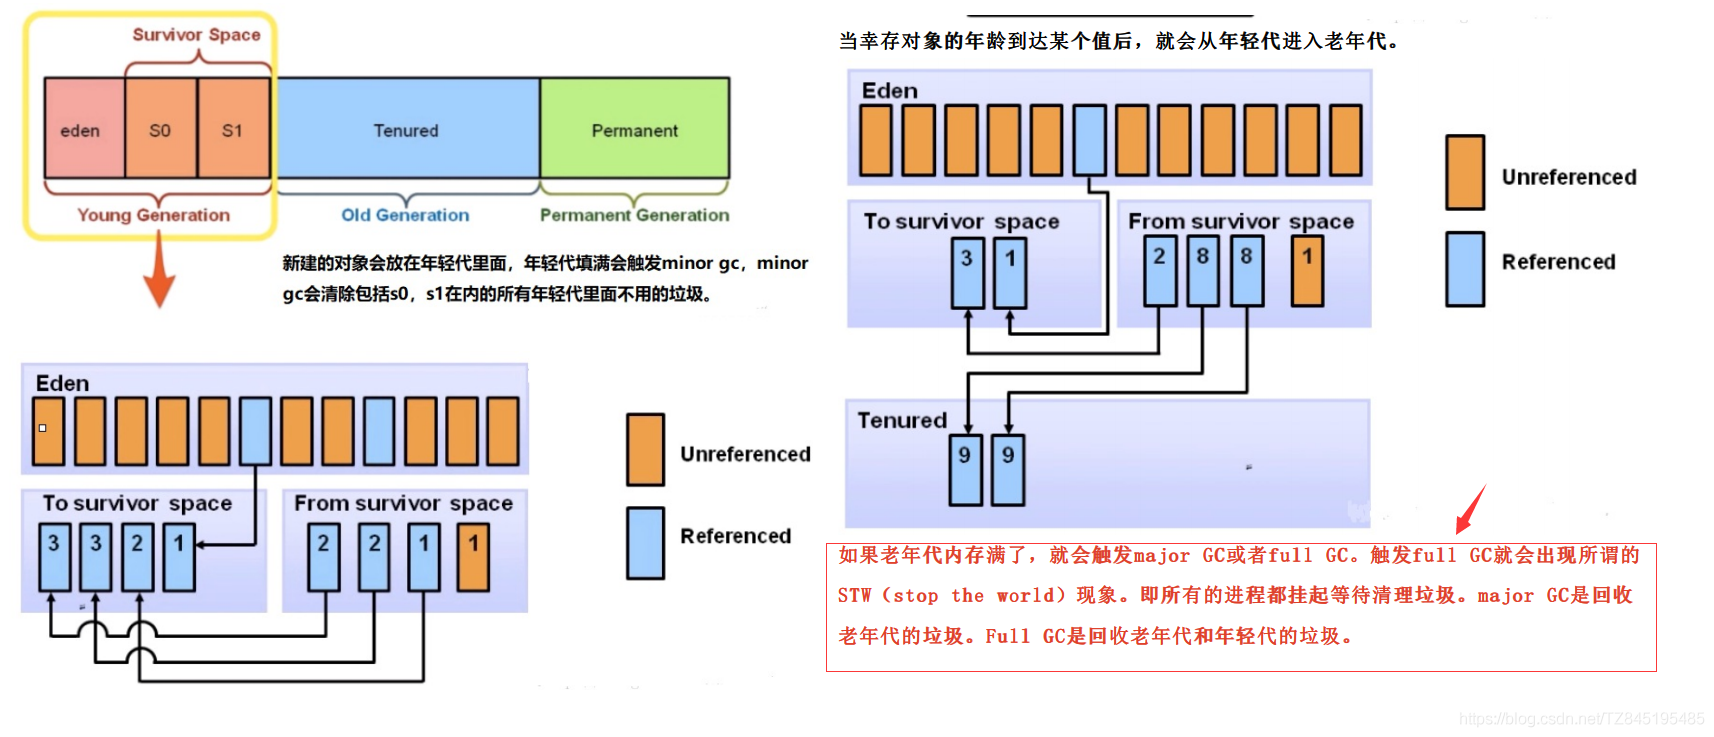 Survivor Space
eden
S0
S1
Tenured
Permanent
Young Generation
Old Generation
Permanent Generation
新建的对象会放在年轻代里面，年轻代填满会触发minor gc，minor
gc会清除包括s0，s1在内的所有年轻代里面不用的垃圾。
Eden
To survivor space
From survivor space
3
3
2
1
2
2
1
1
Unreferenced
Referenced
当幸存对象的年龄到达某个值后，就会从年轻代进入老年代。
Eden
To survivor space
From survivor space
3
1
2
8
8
1
Tenured
9
9
Unreferenced
Referenced
如果老年代内存满了，就会触发major GC或者full GC。触发full GC就会出现所谓的
STW（stop the world）现象。即所有的进程都挂起等待清理垃圾。major GC是回收
老年代的垃圾。Full GC是回收老年代和年轻代的垃圾。
https://blog.csdn.net/TZ845195485